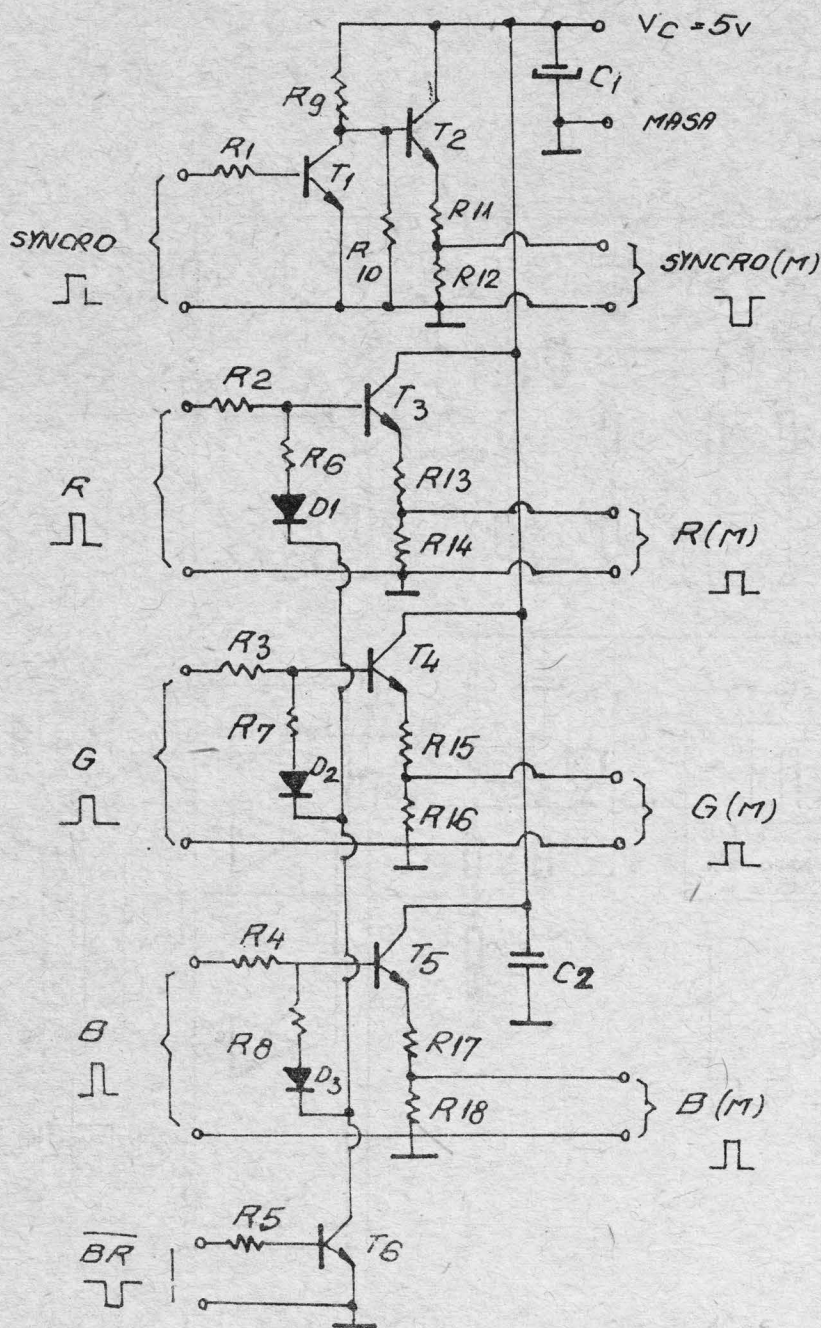 VC = 5V
C1
MASA
R9
T2
R1
T1
R11
SYNCRO
R10
R12
SYNCRO(M)
R2
T3
R6
R13
R
D1
R14
R(M)
R3
T4
R7
R15
G
D2
R16
G(M)
R4
T5
C2
B
R8
R17
D3
R18
B(M)
R5
BR
T6